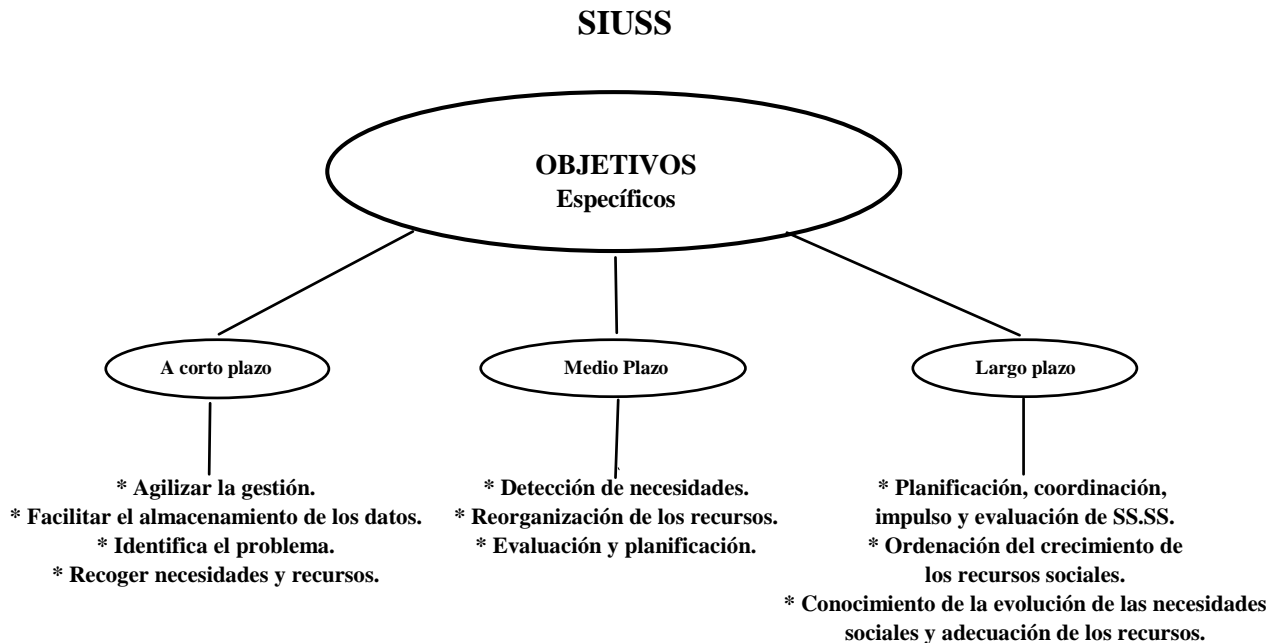 SIUSS
OBJETIVOS
Específicos
A corto plazo
Medio Plazo
Largo plazo
* Agilizar la gestión.
* Facilitar el almacenamiento de los datos.
* Identifica el problema.
* Recoger necesidades y recursos.
* Detección de necesidades.
* Reorganización de los recursos.
* Evaluación y planificación.
* Planificación, coordinación,
impulso y evaluación de SS.SS.
* Ordenación del crecimiento de
los recursos sociales.
* Conocimiento de la evolución de las necesidades
sociales y adecuación de los recursos.